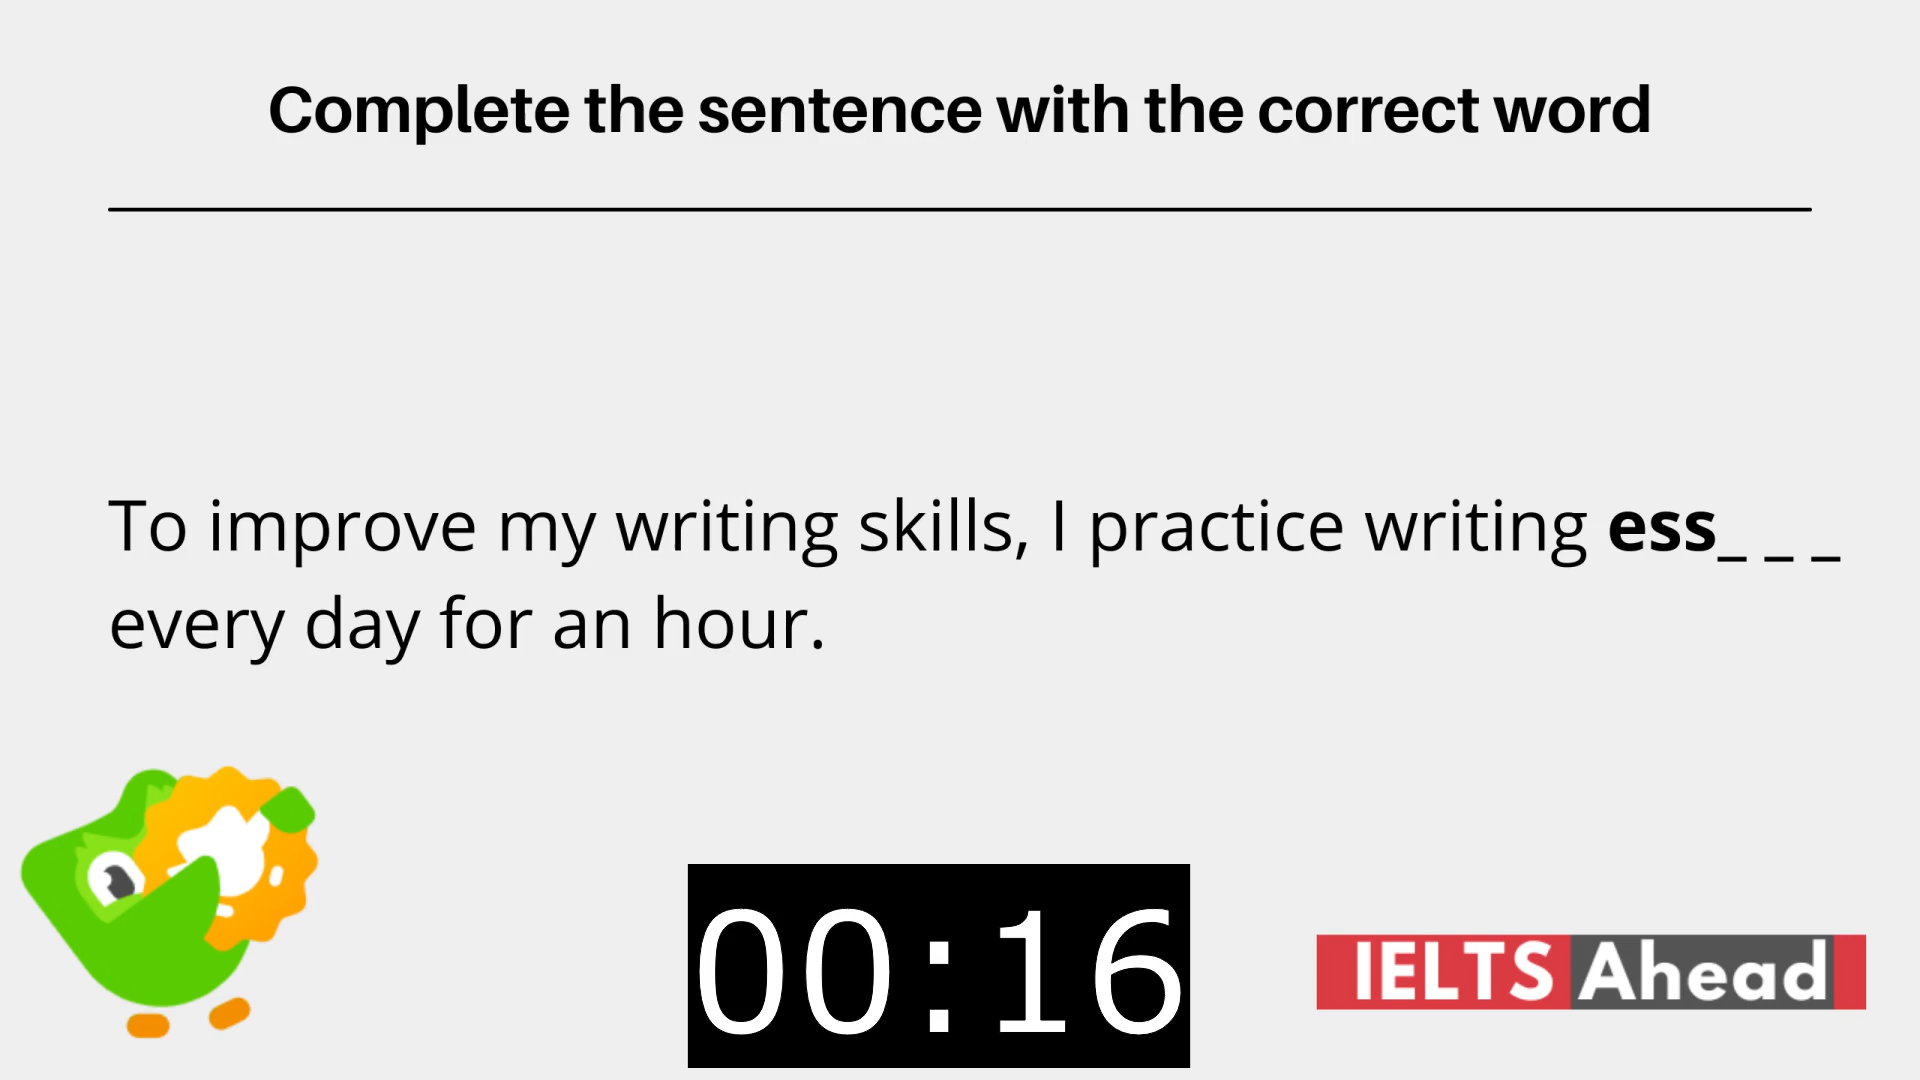 Complete the sentence with the correct word
To improve my writing skills, I practice writing ess_ _ _
every day for an hour.
00:16
IELTS Ahead